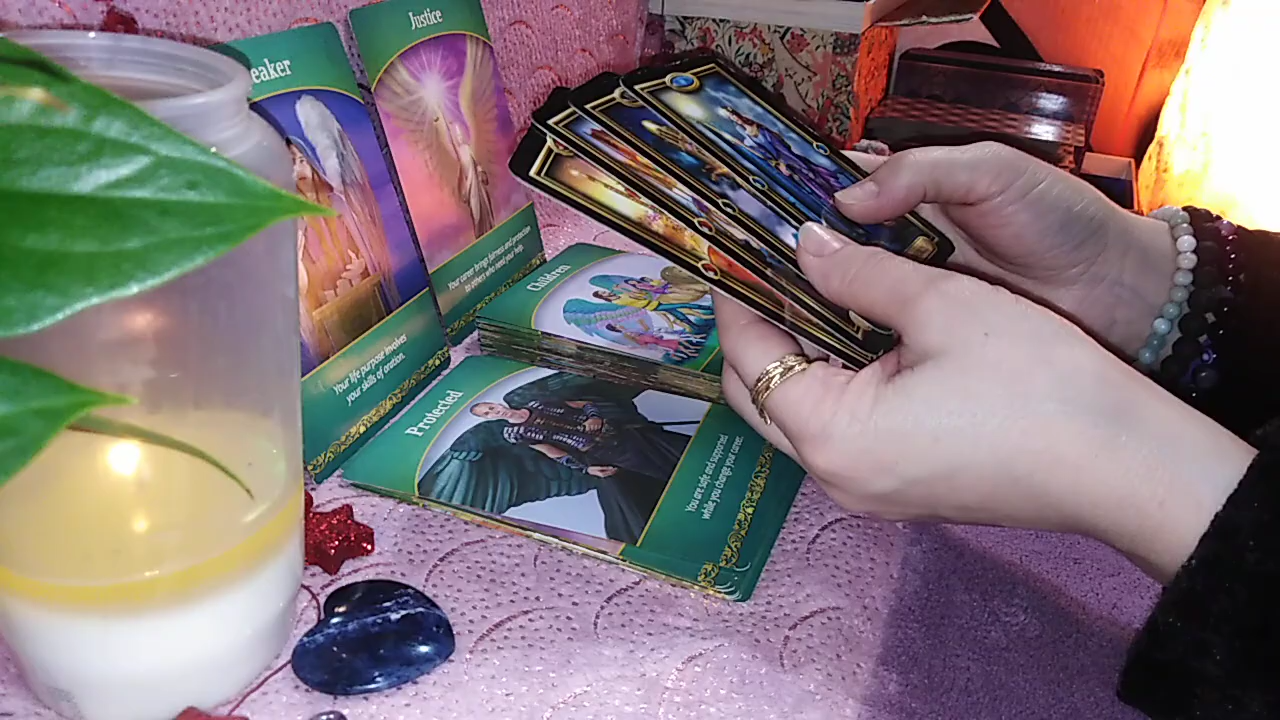 eaker
Your life purpose involves
your skills of oration.
Justice
Your career brings fairness and protection
to others who need your help.
Children
Protected
You are safe and supported
while you change your career.